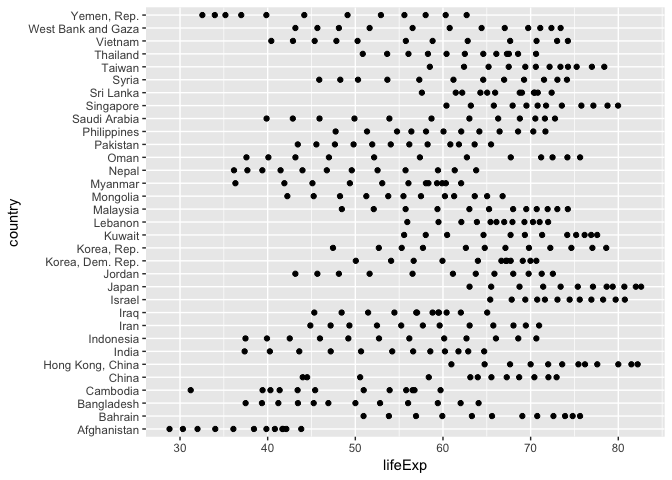 Yemen, Rep.
West Bank and Gaza
Vietnam
Thailand
Taiwan
Syria
Sri Lanka
Singapore
Saudi Arabia
Philippines
Pakistan
Oman
Nepal
Myanmar
Mongolia
Malaysia
Lebanon
Kuwait
Korea, Rep.
Korea, Dem. Rep.
Jordan
Japan
Israel
Iraq
Iran
Indonesia
India
Hong Kong, China
China
Cambodia
Bangladesh
Bahrain
Afghanistan
country
30 40 50 60 70 80
lifeExp